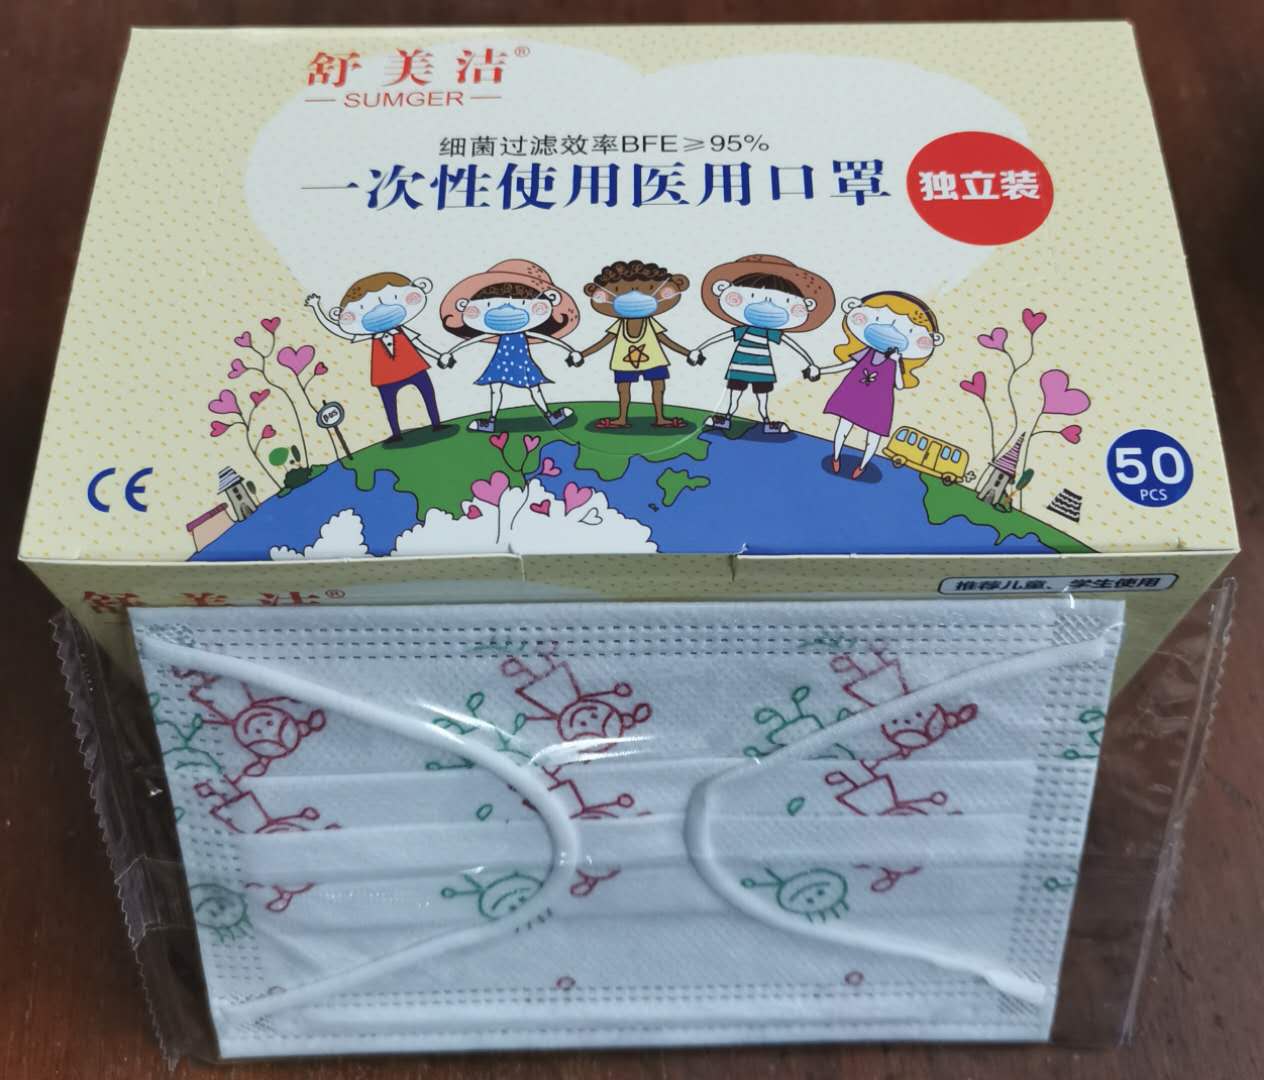 舒美洁®
SUMGER
细菌过滤效率BFE≥95%
一次性使用医用口罩
独立装
BUS
CE
50
PCS
推荐儿童、学生使用
舒美洁®